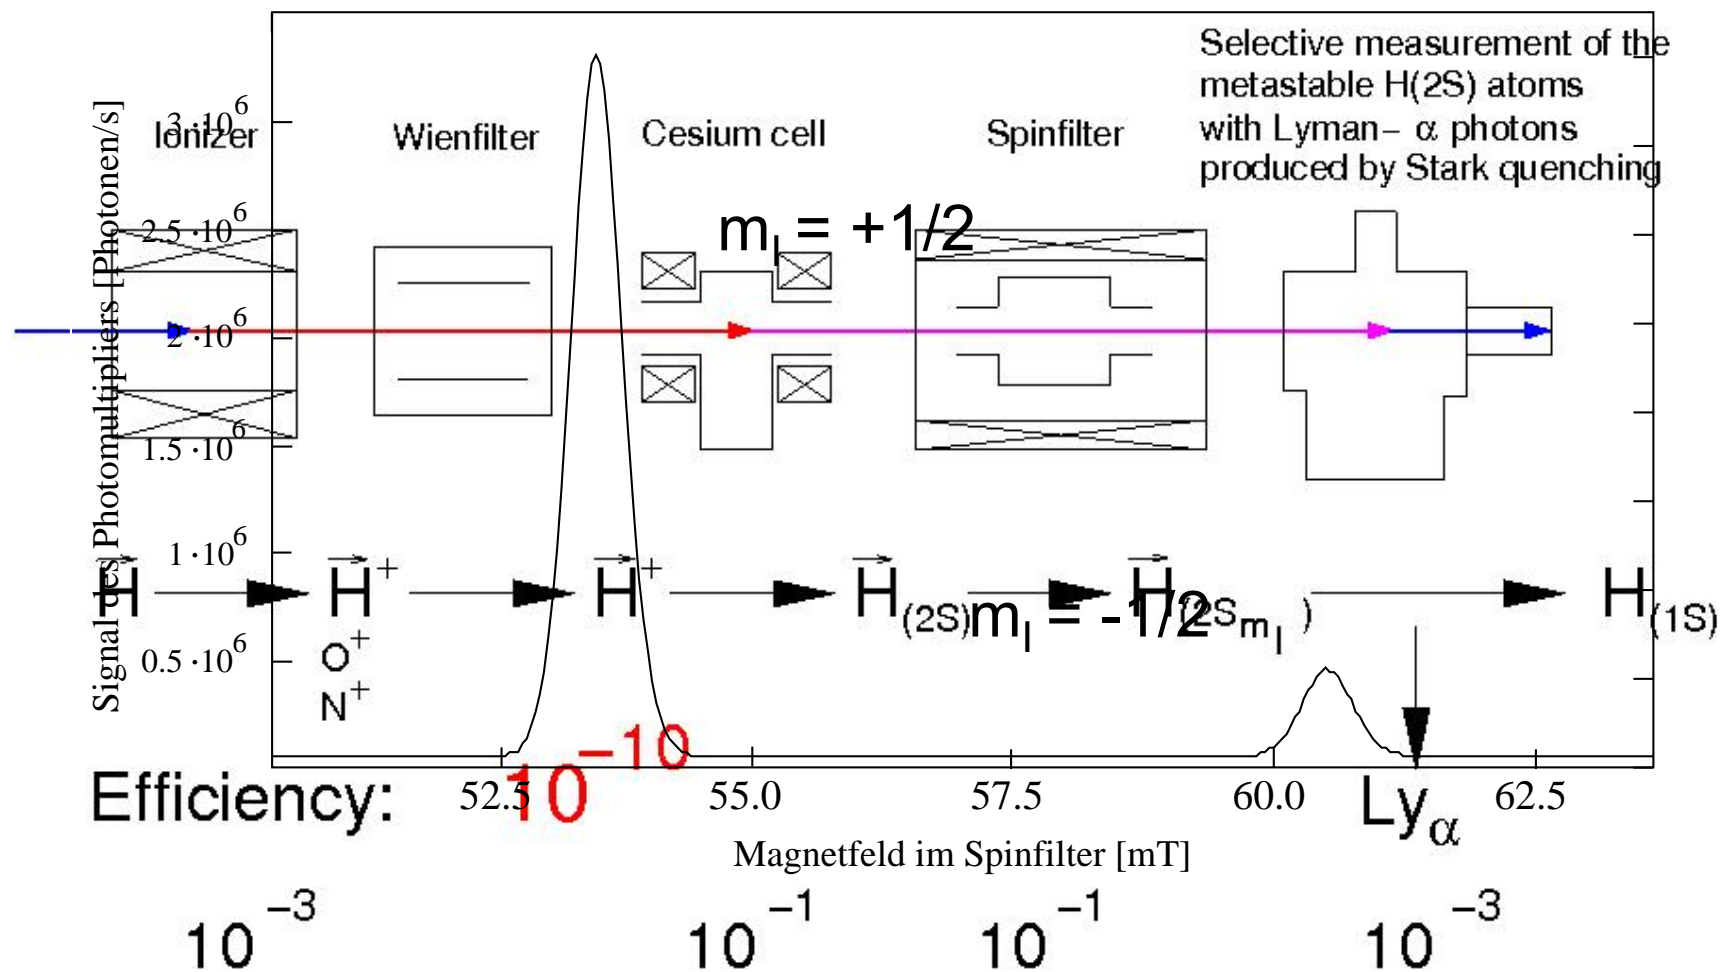 Selective measurement of the
metastable H(2S) atoms
with Lyman– α photons
produced by Stark quenching
Ionizer
Wienfilter
Cesium cell
Spinfilter
Signal des Photomultipliers [Photonen/s]
3·10^6
2.5·10^6
2·10^6
1.5·10^6
1·10^6
0.5·10^6
m_I = +1/2
m_I = -1/2
H
H^+
O^+
N^+
H^+
H_(2S)
H_(2S_m_I)
H_(1S)
Efficiency:
10^–10
52.5
55.0
57.5
60.0
62.5
Ly_α
Magnetfeld im Spinfilter [mT]
10^–3
10^–1
10^–1
10^–3